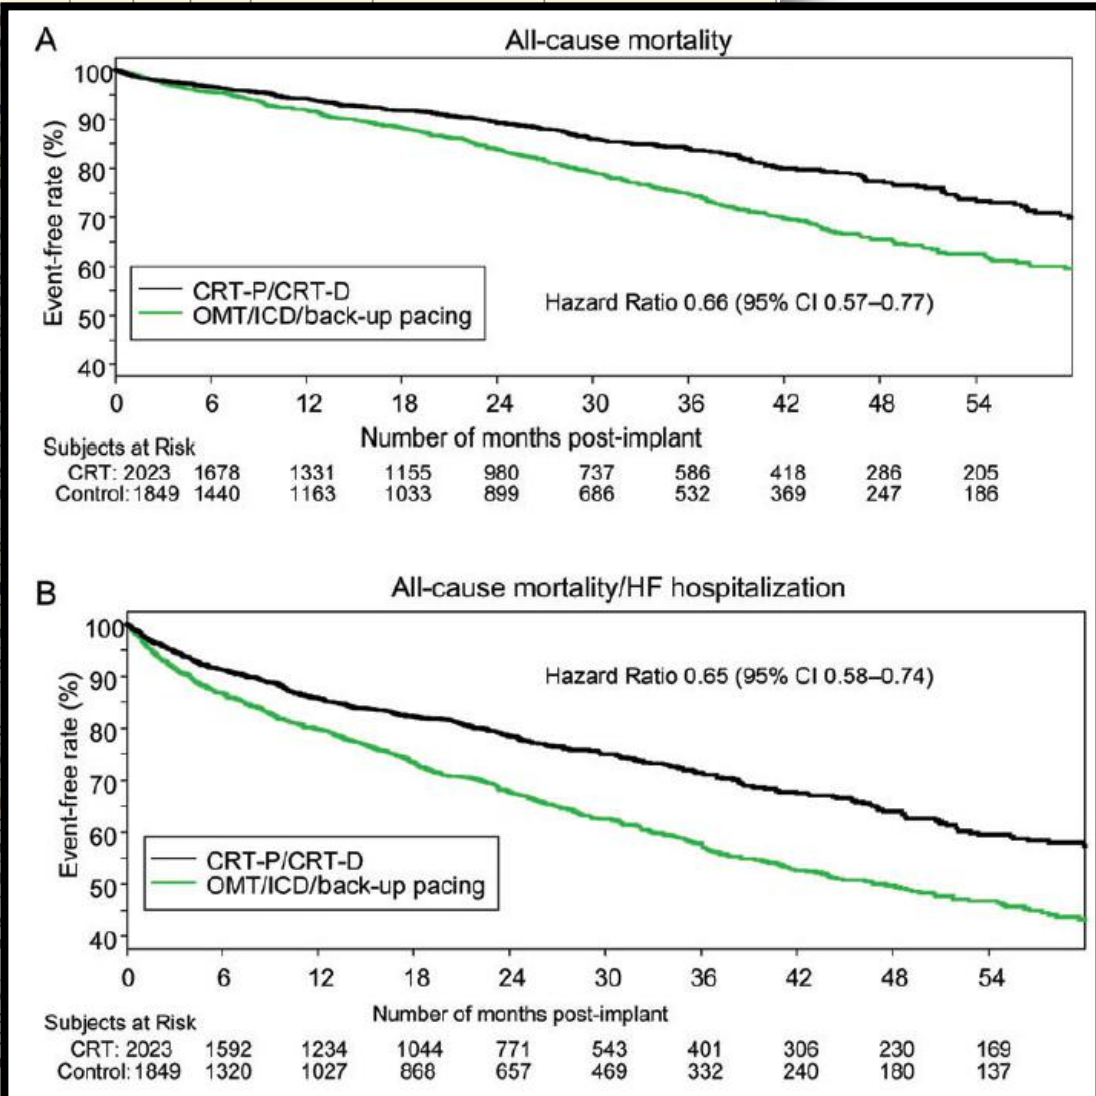 A
All-cause mortality
Event-free rate (%)
100
90
80
70
60
50
40
CRT-P/CRT-D
OMT/ICD/back-up pacing
Hazard Ratio 0.66 (95% CI 0.57–0.77)
0 6 12 18 24 30 36 42 48 54
Number of months post-implant
Subjects at Risk
CRT: 2023 1678 1331 1155 980 737 586 418 286 205
Control: 1849 1440 1163 1033 899 686 532 369 247 186
B
All-cause mortality/HF hospitalization
Event-free rate (%)
100
90
80
70
60
50
40
Hazard Ratio 0.65 (95% CI 0.58–0.74)
CRT-P/CRT-D
OMT/ICD/back-up pacing
0 6 12 18 24 30 36 42 48 54
Number of months post-implant
Subjects at Risk
CRT: 2023 1592 1234 1044 771 543 401 306 230 169
Control: 1849 1320 1027 868 657 469 332 240 180 137